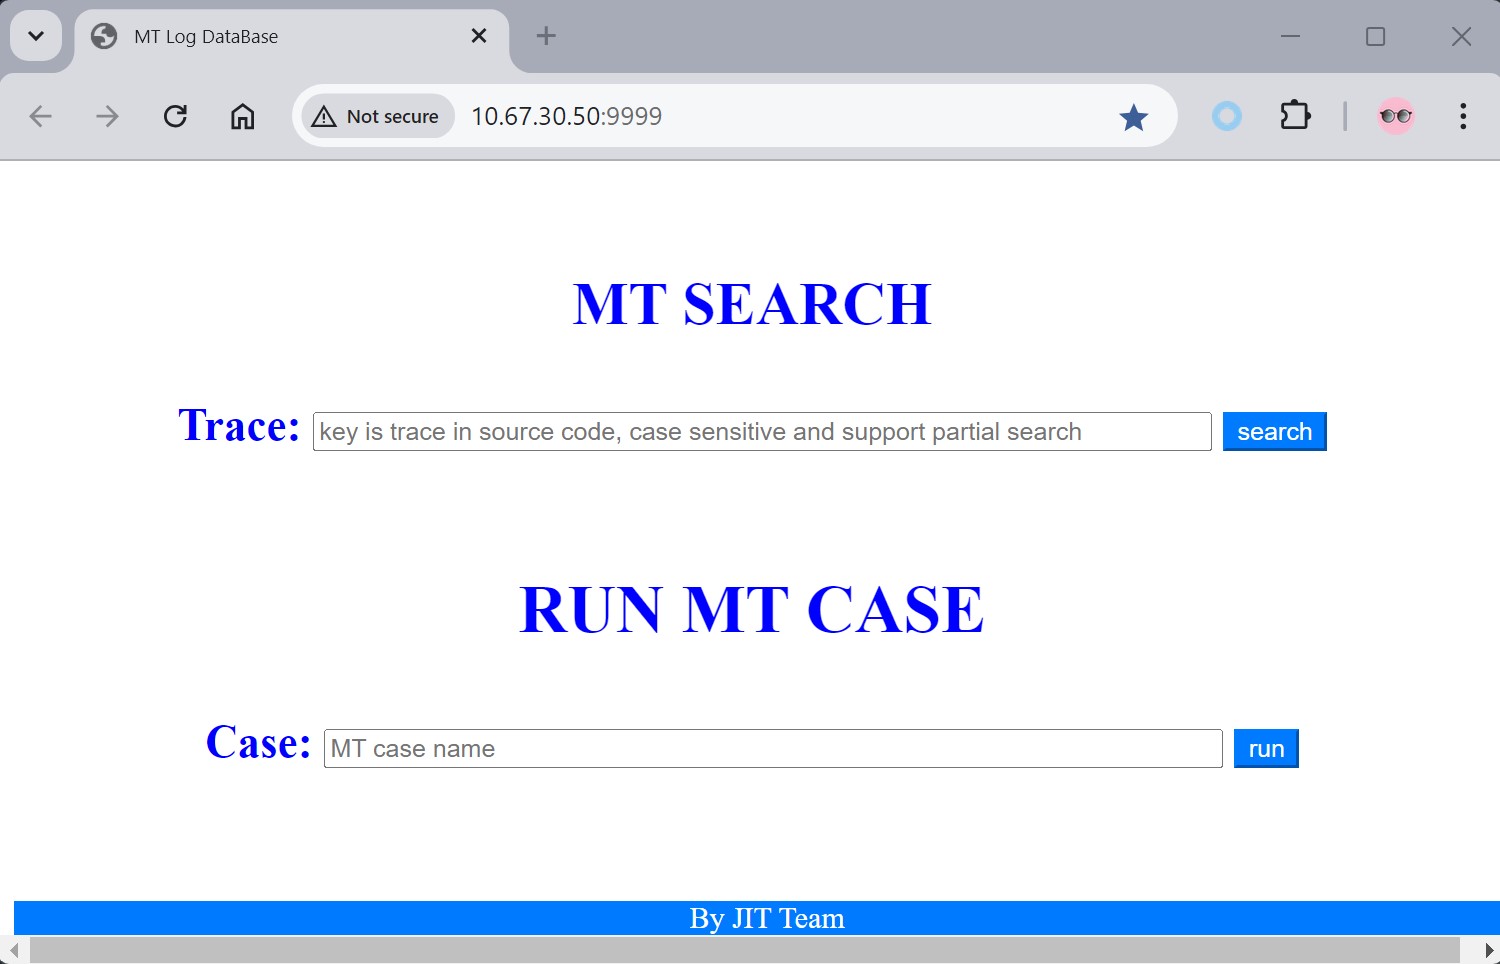 MT Log DataBase
Not secure 10.67.30.50:9999
MT SEARCH
Trace: key is trace in source code, case sensitive and support partial search search
RUN MT CASE
Case: MT case name run
By JIT Team